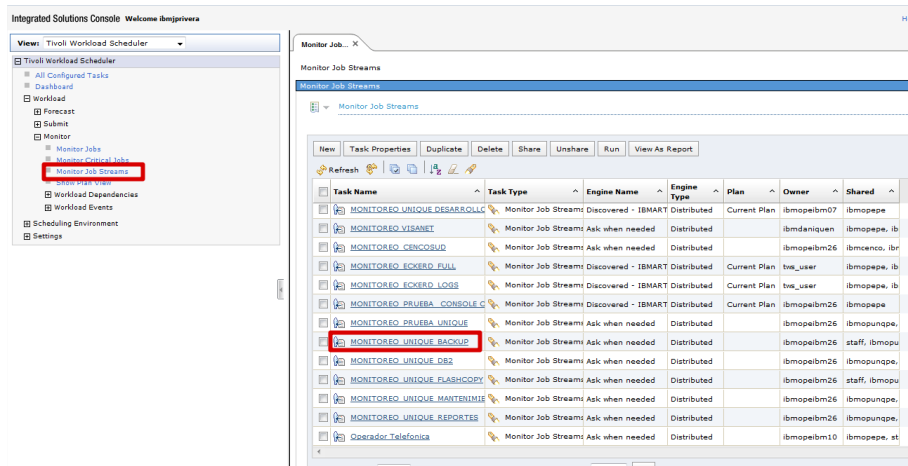 Integrated Solutions Console Welcome ibmjprivera H
View: Tivoli Workload Scheduler
Tivoli Workload Scheduler
All Configured Tasks
Dashboard
Workload
Forecast
Submit
Monitor
Monitor Jobs
Monitor Critical Jobs
Monitor Job Streams
Show Plan View
Workload Dependencies
Workload Events
Scheduling Environment
Settings
Monitor Job... X
Monitor Job Streams
Monitor Job Streams
Monitor Job Streams
New Task Properties Duplicate Delete Share Unshare Run View As Report
Refresh
Task Name Task Type Engine Name Engine Type Plan Owner Shared
MONITOREO UNIQUE DESARROLLO Monitor Job Streams Discovered - IBMART Distributed Current Plan ibmopeibm07 ibmopepe
MONITOREO VISANET Monitor Job Streams Ask when needed Distributed ibmdaniquen ibmopepe, ib
MONITOREO CENCOSUD Monitor Job Streams Ask when needed Distributed ibmopeibm26 ibmcenco, ibm
MONITOREO ECKERD FULL Monitor Job Streams Discovered - IBMART Distributed Current Plan tws_user ibmopepe, ib
MONITOREO ECKERD LOGS Monitor Job Streams Discovered - IBMART Distributed Current Plan tws_user ibmopepe, ib
MONITOREO PRUEBA CONSOLE C Monitor Job Streams Discovered - IBMART Distributed Current Plan ibmopeibm26 ibmopepe
MONITOREO PRUEBA UNIQUE Monitor Job Streams Ask when needed Distributed ibmopeibm26 ibmopunqpe,
MONITOREO UNIQUE BACKUP Monitor Job Streams Ask when needed Distributed ibmopeibm26 staff, ibmopu
MONITOREO UNIQUE DB2 Monitor Job Streams Ask when needed Distributed ibmopeibm26 ibmopunqpe,
MONITOREO UNIQUE FLASHCOPY Monitor Job Streams Ask when needed Distributed ibmopeibm26 staff, ibmopu
MONITOREO UNIQUE MANTENIMIE Monitor Job Streams Ask when needed Distributed ibmopeibm26 ibmopunqpe,
MONITOREO UNIQUE REPORTES Monitor Job Streams Ask when needed Distributed ibmopeibm26 ibmopunqpe,
Operador Telefonica Monitor Job Streams Ask when needed Distributed ibmopeibm10 ibmopepe, st